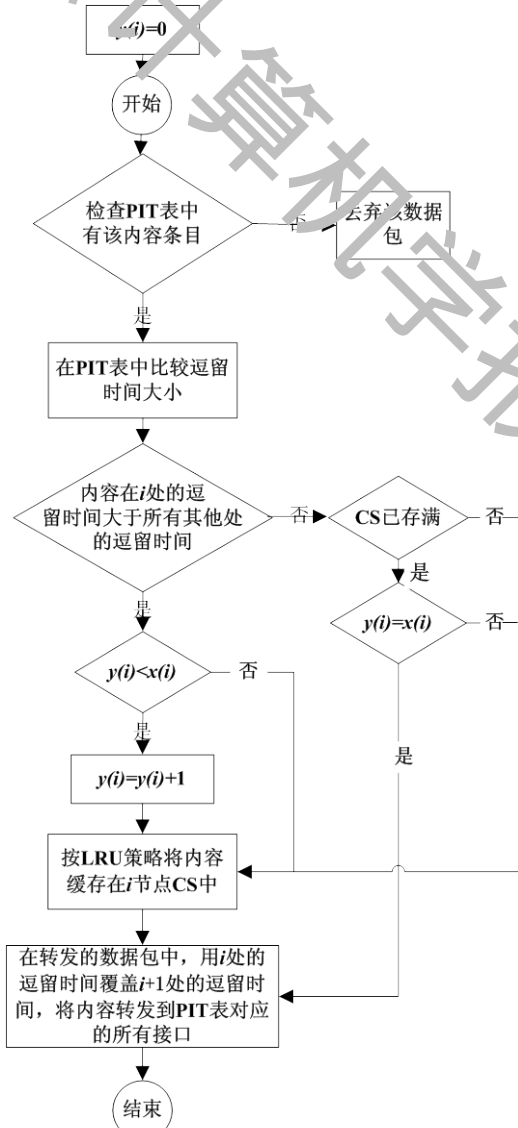 y(i)=0
开始
检查PIT表中
有该内容条目
否
丢弃该数据
包
是
在PIT表中比较逗留
时间大小
内容在i处的逗
留时间大于所有其他处
的逗留时间
否
CS已存满
否
是
是
y(i)=x(i)
否
y(i)<x(i)
否
是
是
y(i)=y(i)+1
按LRU策略将内容
缓存在i节点CS中
在转发的数据包中，用i处的
逗留时间覆盖i+1处的逗留时
间，将内容转发到PIT表对应
的所有接口
结束
计算机学报